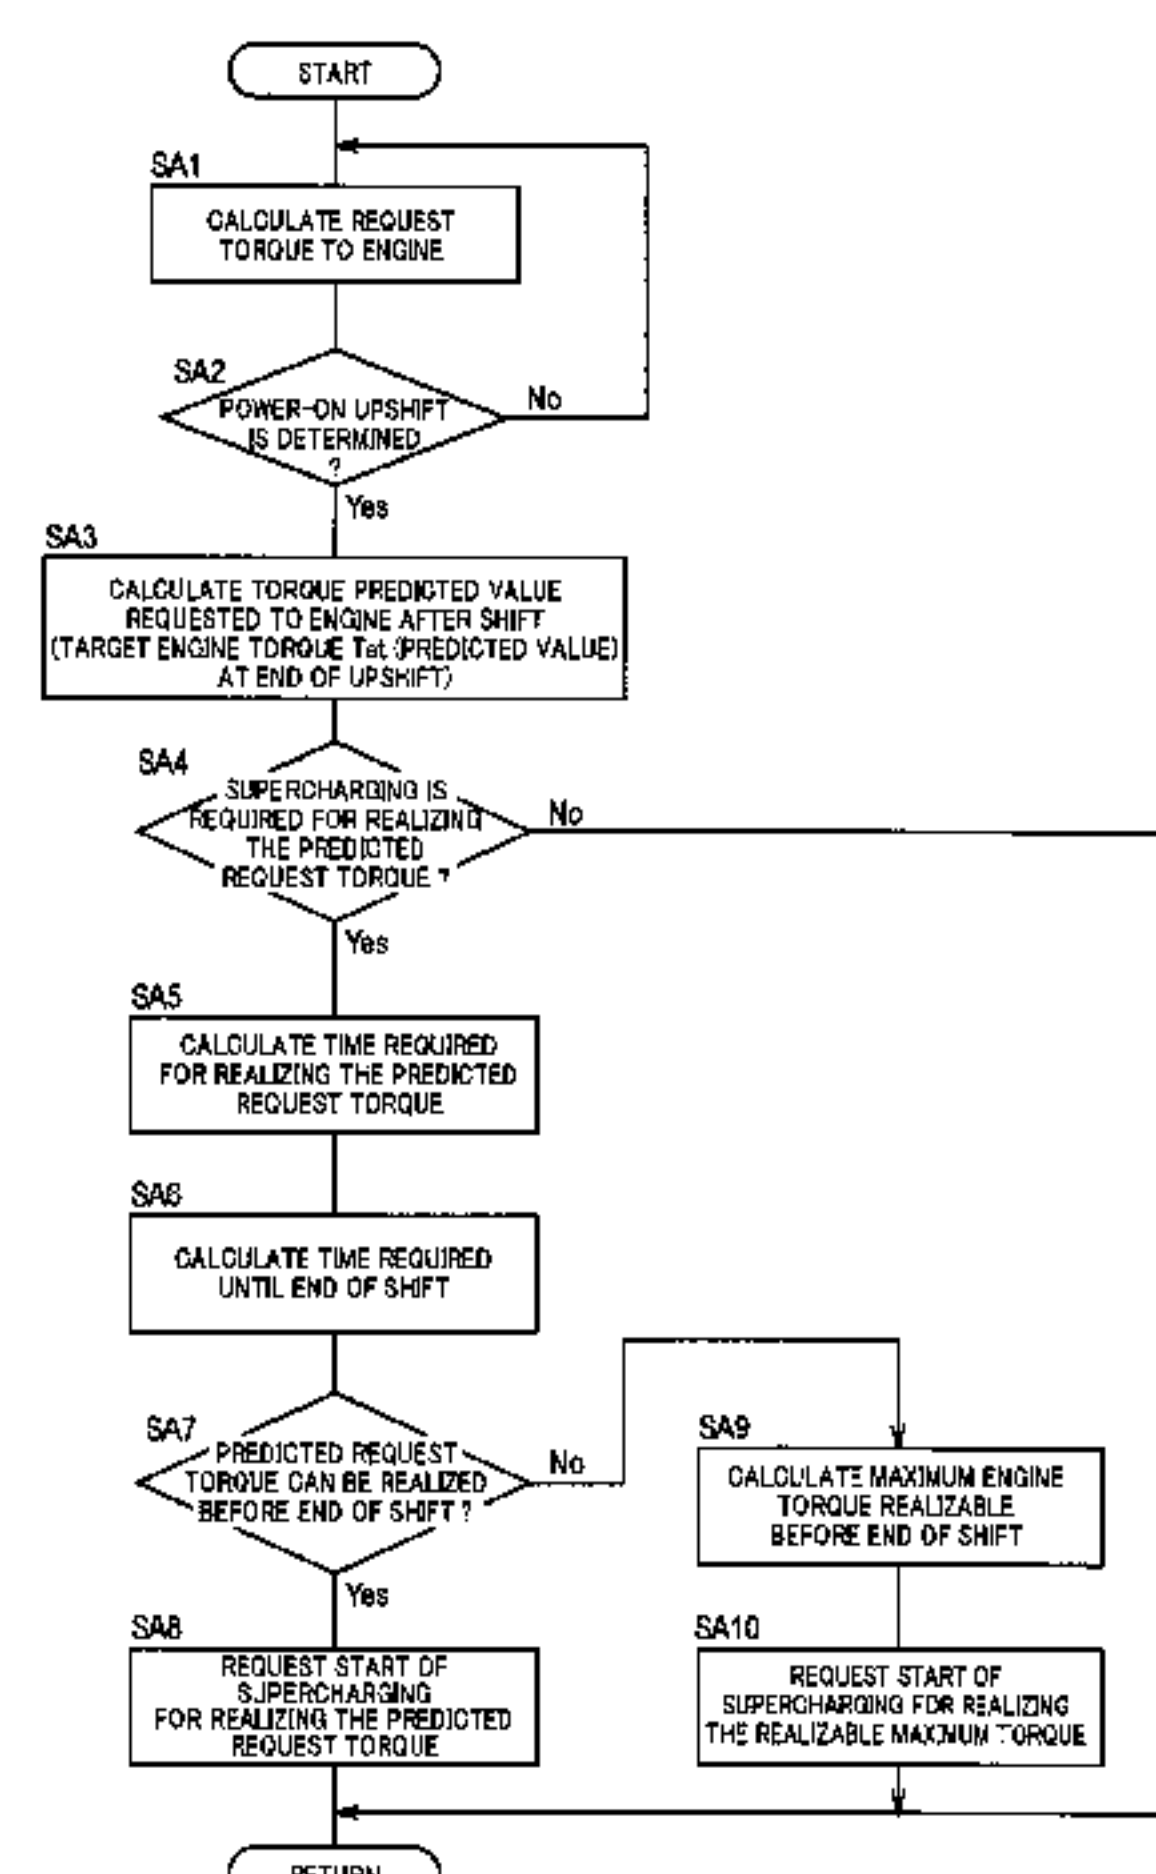 START
SA1
CALCULATE REQUEST
TORQUE TO ENGINE
SA2
POWER-ON UPSHIFT
IS DETERMINED
?
No
Yes
SA3
CALCULATE TORQUE PREDICTED VALUE
REQUESTED TO ENGINE AFTER SHIFT
(TARGET ENGINE TORQUE Tet (PREDICTED VALUE)
AT END OF UPSHIFT)
SA4
SUPERCHARGING IS
REQUIRED FOR REALIZING
THE PREDICTED
REQUEST TORQUE ?
No
Yes
SA5
CALCULATE TIME REQUIRED
FOR REALIZING THE PREDICTED
REQUEST TORQUE
SA6
CALCULATE TIME REQUIRED
UNTIL END OF SHIFT
SA7
PREDICTED REQUEST
TORQUE CAN BE REALIZED
BEFORE END OF SHIFT ?
No
Yes
SA9
CALCULATE MAXIMUM ENGINE
TORQUE REALIZABLE
BEFORE END OF SHIFT
SA8
REQUEST START OF
SUPERCHARGING
FOR REALIZING THE PREDICTED
REQUEST TORQUE
SA10
REQUEST START OF
SUPERCHARGING FOR REALIZING
THE REALIZABLE MAXIMUM TORQUE
RETURN